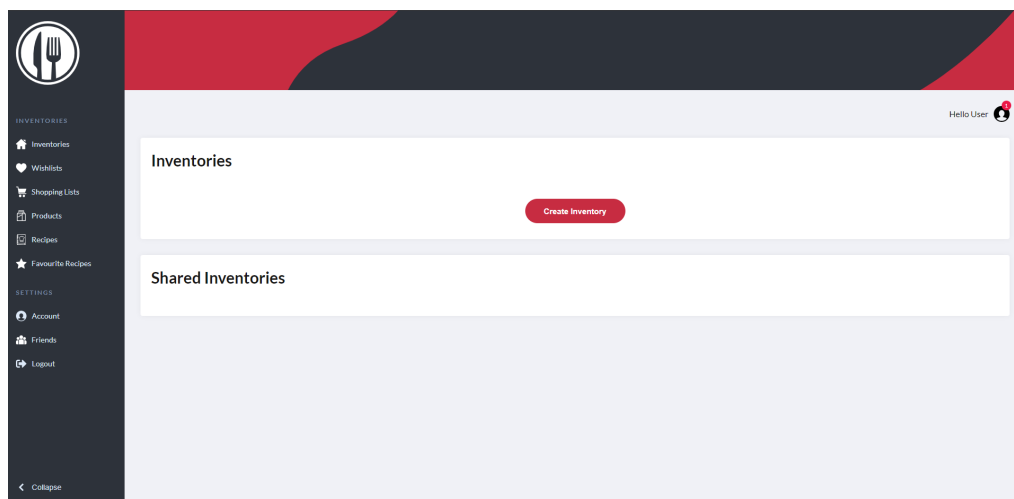 INVENTORIES
Inventories
Wishlists
Shopping Lists
Products
Recipes
Favourite Recipes
SETTINGS
Account
Friends
Logout
Collapse
Hello User
1
Inventories
Create Inventory
Shared Inventories